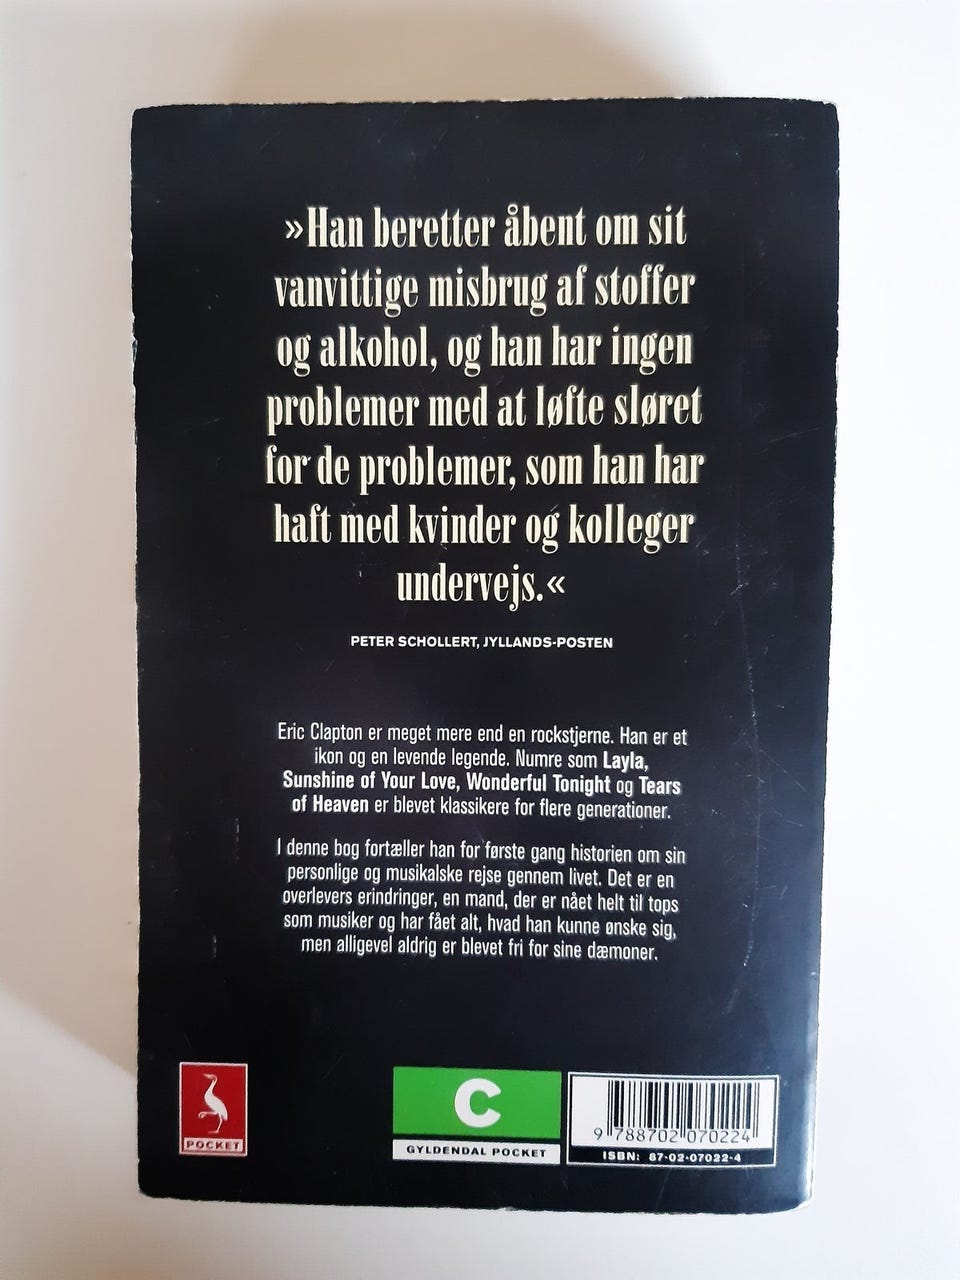 »Han beretter åbent om sit
vanvittige misbrug af stoffer
og alkohol, og han har ingen
problemer med at løfte sløret
for de problemer, som han har
haft med kvinder og kolleger
undervejs.«
PETER SCHOLLERT, JYLLANDS-POSTEN
Eric Clapton er meget mere end en rockstjerne. Han er et
ikon og en levende legende. Numre som Layla,
Sunshine of Your Love, Wonderful Tonight og Tears
of Heaven er blevet klassikere for flere generationer.
I denne bog fortæller han for første gang historien om sin
personlige og musikalske rejse gennem livet. Det er en
overlevers erindringer, en mand, der er nået helt til tops
som musiker og har fået alt, hvad han kunne ønske sig,
men alligevel aldrig er blevet fri for sine dæmoner.
POCKET
C
GYLDENDAL POCKET
9 788702 070224
ISBN: 87-02-07022-4